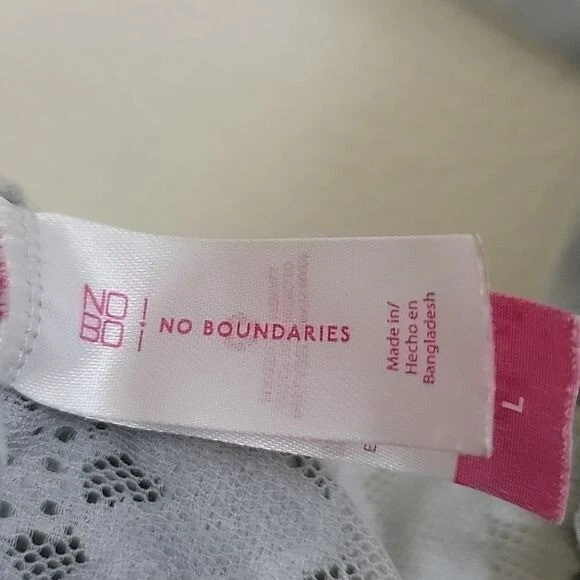 NO
BO
NO BOUNDARIES
Made in/
Hecho en
Bangladesh
L